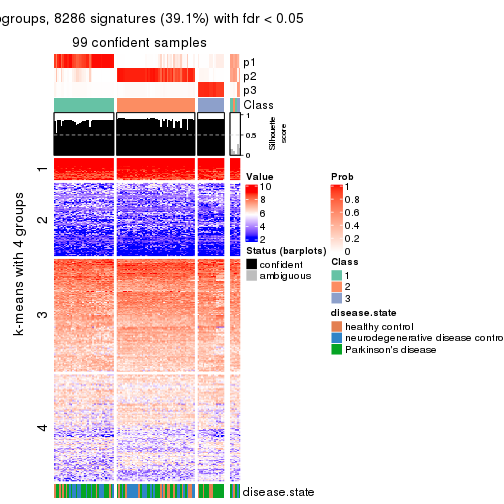 ogroups, 8286 signatures (39.1%) with fdr < 0.05
99 confident samples
p1
p2
p3
Class
1
0.5
0
Silhouette
score
k-means with 4 groups
1
2
3
4
Value
10
8
6
4
2
Status (barplots)
confident
ambiguous
Prob
1
0.8
0.6
0.4
0.2
0
Class
1
2
3
disease.state
healthy control
neurodegenerative disease contro
Parkinson's disease
disease.state